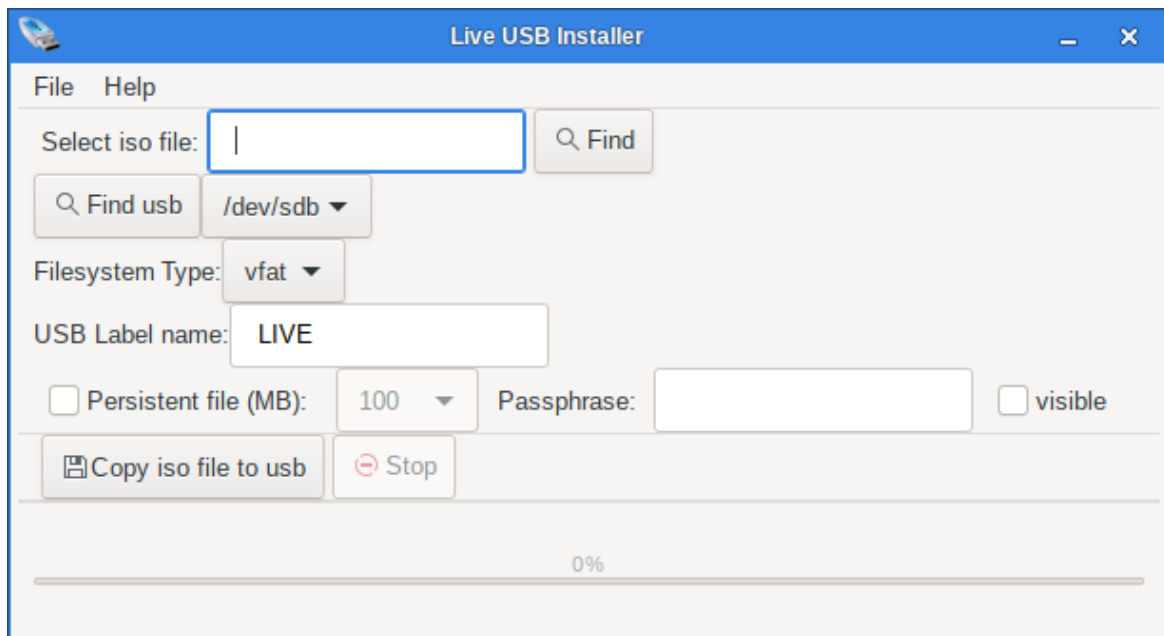 Live USB Installer
File Help
Select iso file: Find
Find usb /dev/sdb
Filesystem Type: vfat
USB Label name: LIVE
Persistent file (MB): 100 Passphrase: visible
Copy iso file to usb Stop
0%